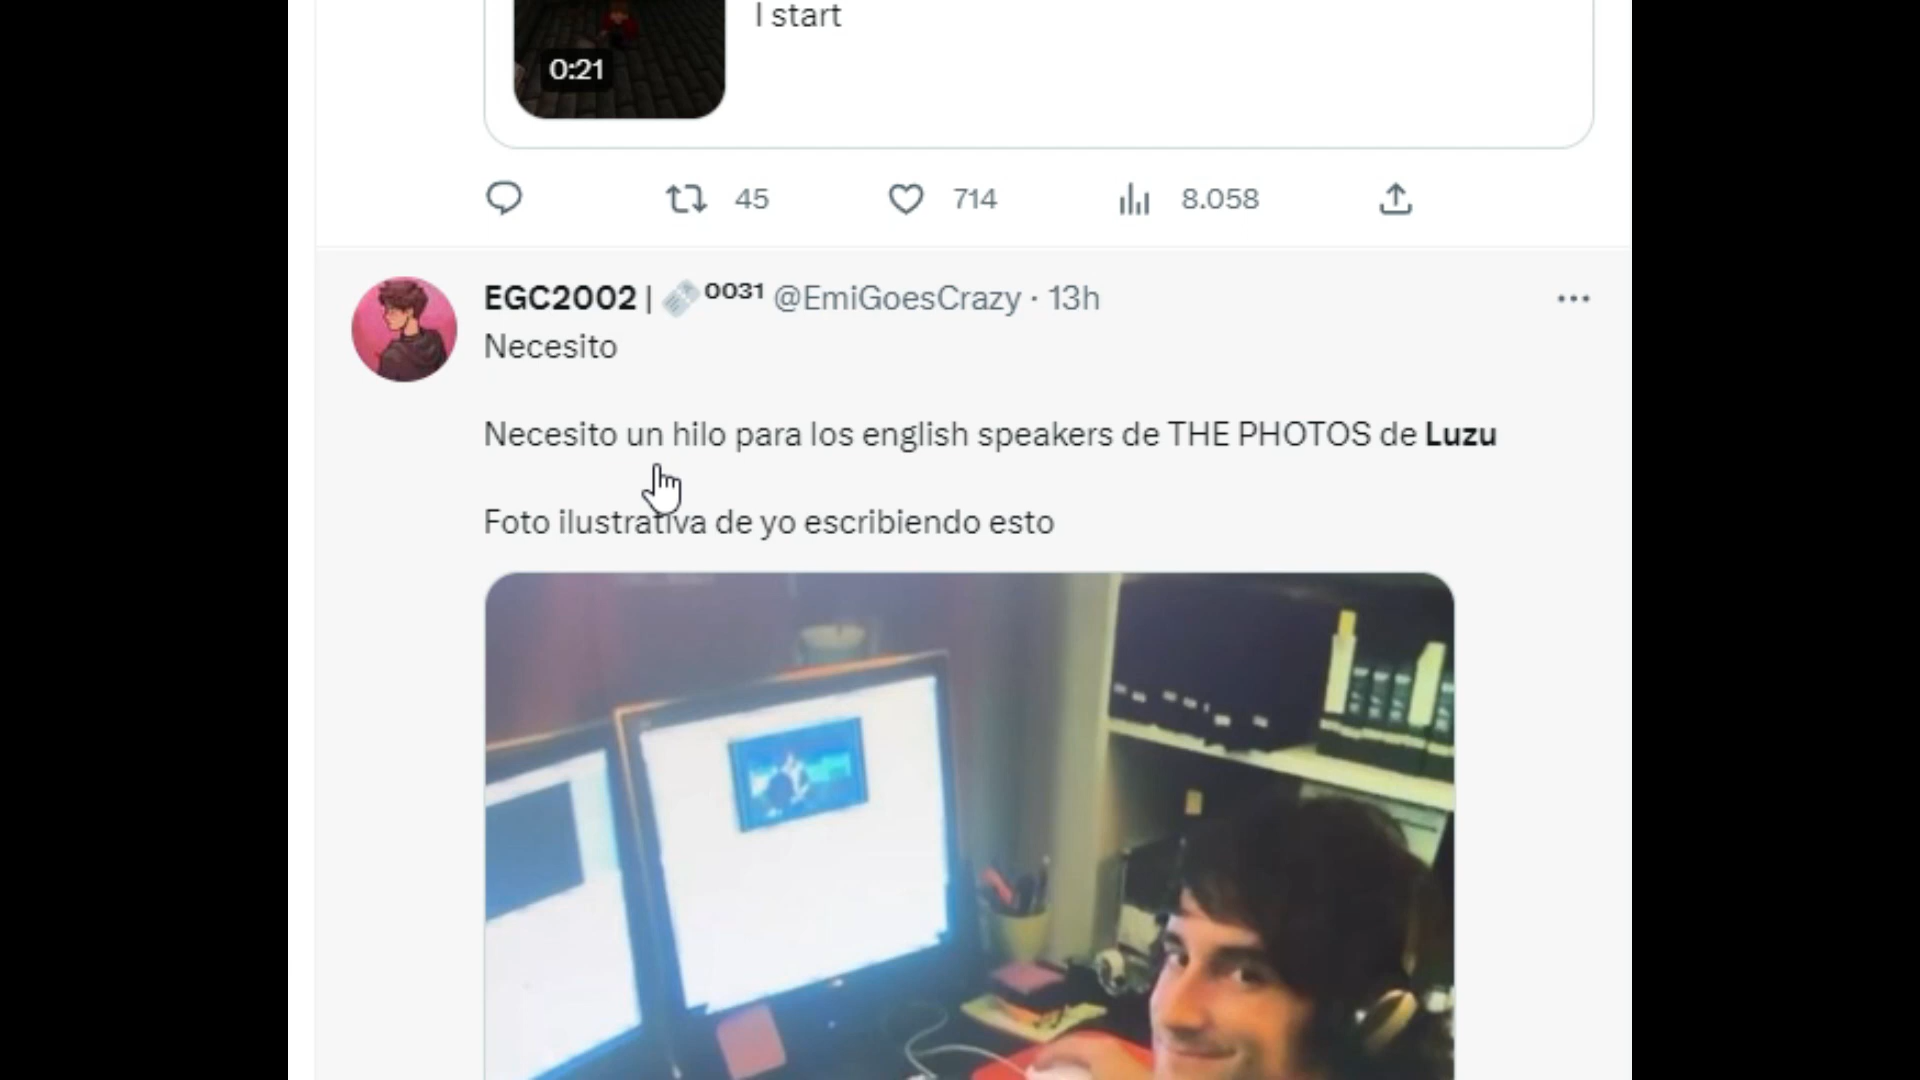 I start
0:21
45 714 8.058
EGC2002 | 0031 @EmiGoesCrazy · 13h
Necesito
Necesito un hilo para los english speakers de THE PHOTOS de Luzu
Foto ilustrativa de yo escribiendo esto